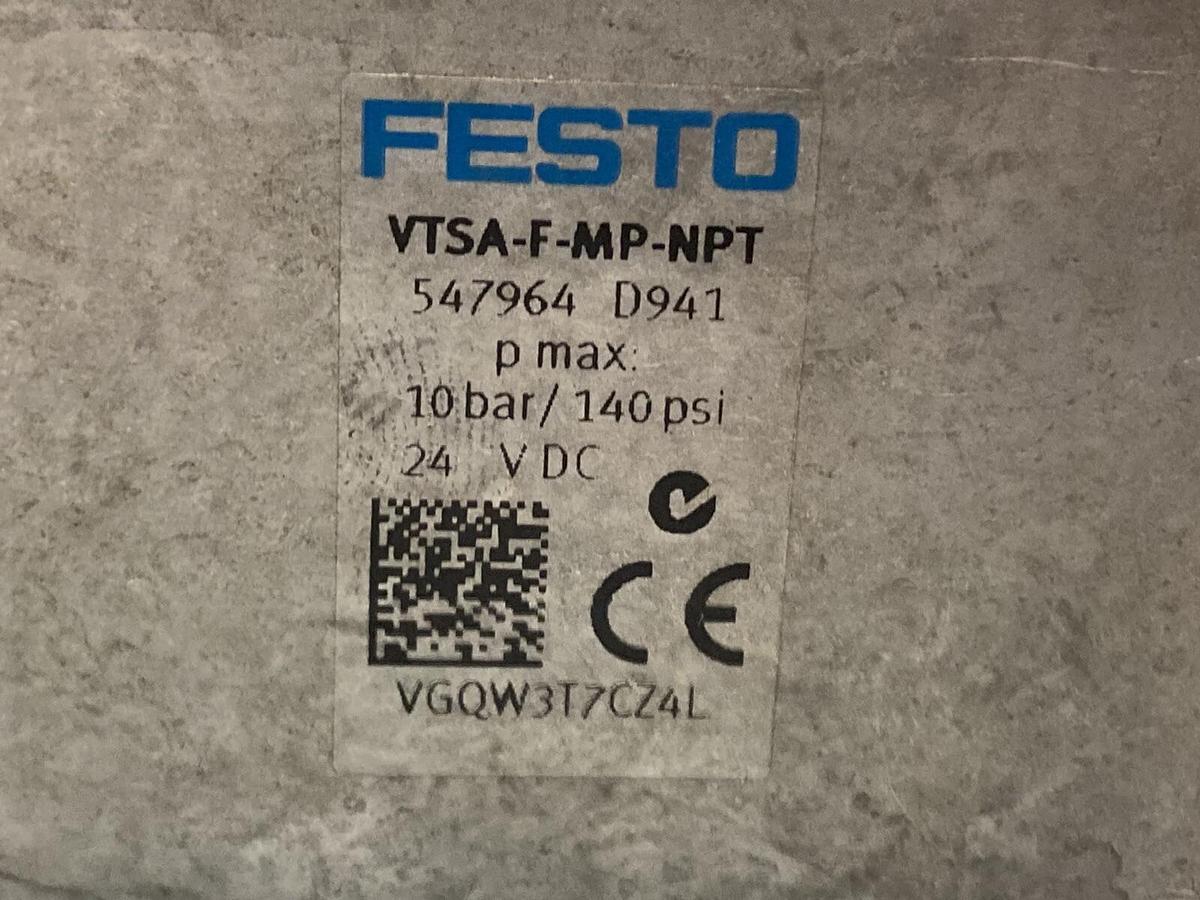 FESTO
VTSA-F-MP-NPT
547964 D941
p max:
10 bar/ 140 psi
24 V DC
CE
VGQW3T7CZ4L